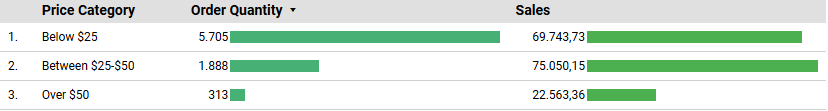 Price Category Order Quantity Sales
1. Below $25 5.705 69.743,73
2. Between $25-$50 1.888 75.050,15
3. Over $50 313 22.563,36